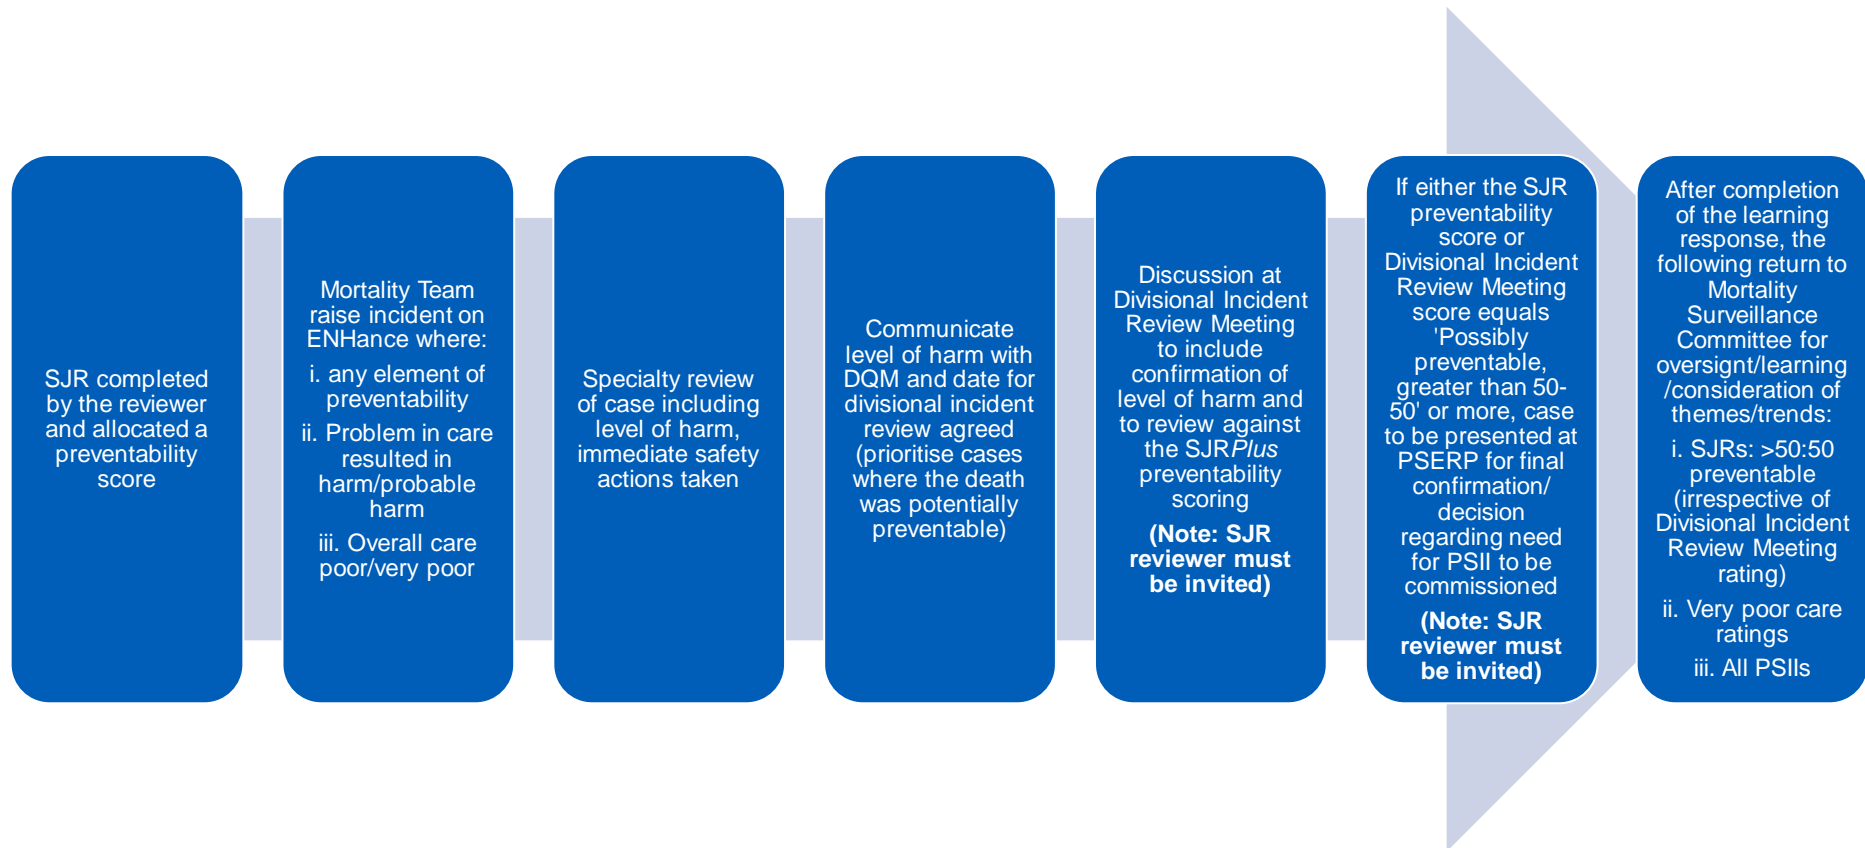 SJR completed
by the reviewer
and allocated a
preventability
score
Mortality Team
raise incident on
ENHance where:
i. any element of
preventability
ii. Problem in care
resulted in
harm/probable
harm
iii. Overall care
poor/very poor
Specialty review
of case including
level of harm,
immediate safety
actions taken
Communicate
level of harm with
DQM and date for
divisional incident
review agreed
(prioritise cases
where the death
was potentially
preventable)
Discussion at
Divisional Incident
Review Meeting
to include
confirmation of
level of harm and
to review against
the SJRPlus
preventability
scoring
(Note: SJR
reviewer must
be invited)
If either the SJR
preventability
score or
Divisional Incident
Review Meeting
score equals
'Possibly
preventable,
greater than 50-
50' or more, case
to be presented at
PSERP for final
confirmation/
decision
regarding need
for PSII to be
commissioned
(Note: SJR
reviewer must
be invited)
After completion
of the learning
response, the
following return to
Mortality
Surveillance
Committee for
oversignt/learning
/consideration of
themes/trends:
i. SJRs: >50:50
preventable
(irrespective of
Divisional Incident
Review Meeting
rating)
ii. Very poor care
ratings
iii. All PSIIs